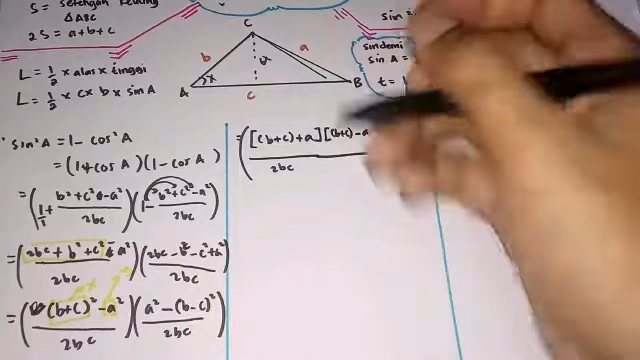 S = Setengah keliling
ΔABC
2S = a+b+c
L = 1/2 x alas x tinggi
L = 1/2 x c x b x sin A
C
b
a
A
x
c
B
sin
sin A =
t =
sin²A = 1 - cos²A
= (1 + cos A)(1 - cos A)
= (1/1 + b²+c²-a²/2bc)(1 - b²+c²-a²/2bc)
= (2bc + b² + c² - a²/2bc)(2bc - b² - c² + a²/2bc)
= ((b+c)² - a²/2bc)(a² - (b-c)²/2bc)
= ([(b+c)+a][(b+c)-a
2bc